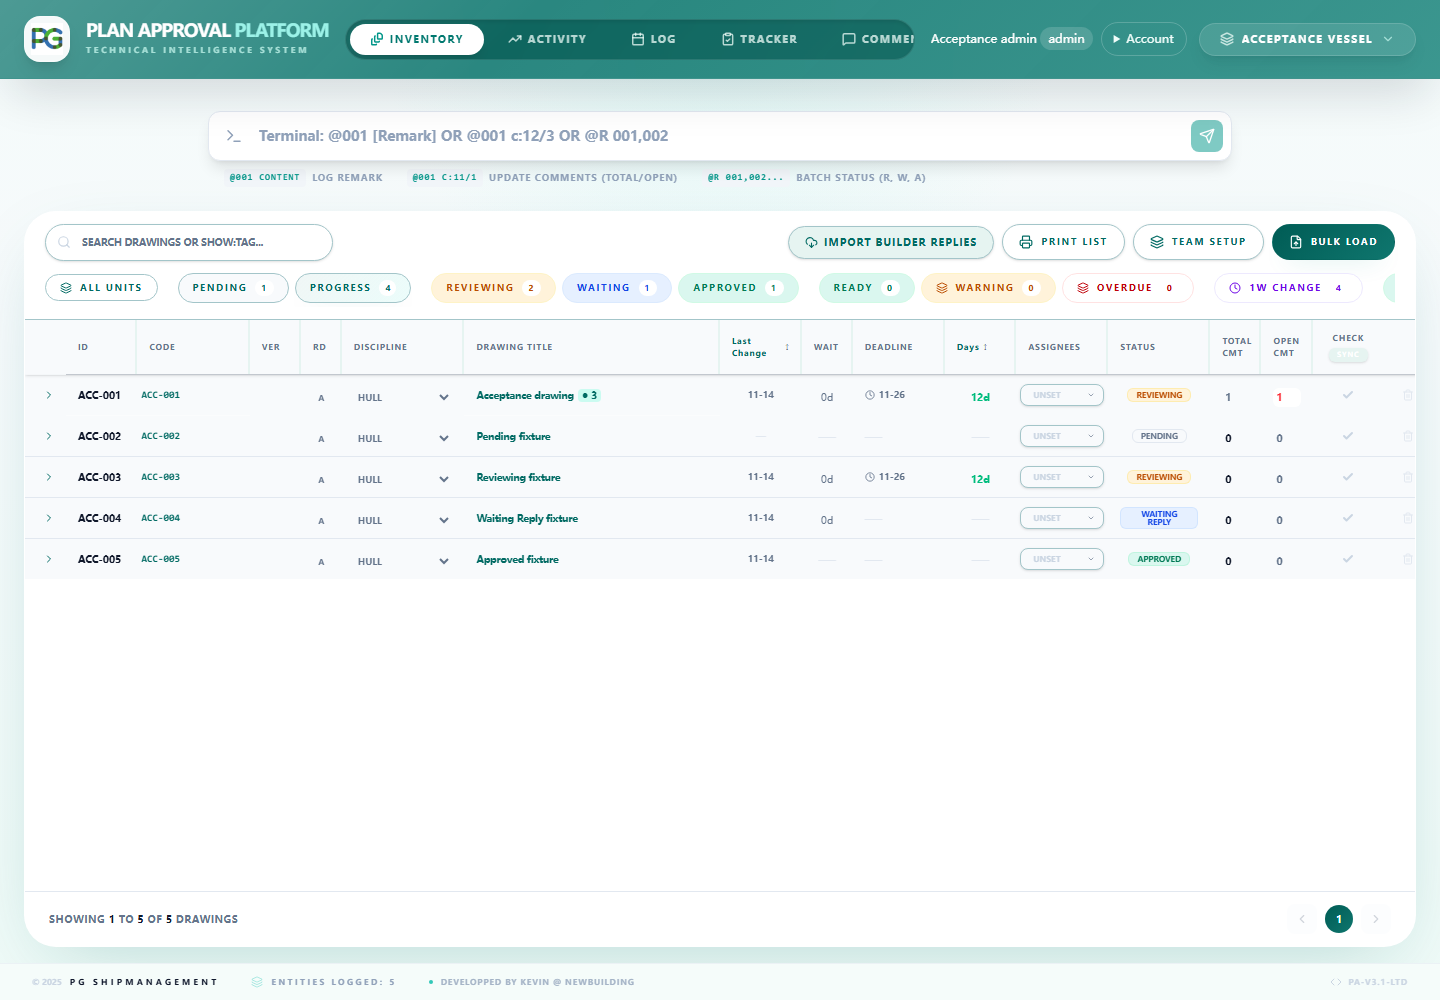 PG
PLAN APPROVAL PLATFORM
TECHNICAL INTELLIGENCE SYSTEM
INVENTORY ACTIVITY LOG TRACKER COMMEN
Acceptance admin admin Account ACCEPTANCE VESSEL
Terminal: @001 [Remark] OR @001 c:12/3 OR @R 001,002
@001 CONTENT LOG REMARK @001 C:11/1 UPDATE COMMENTS (TOTAL/OPEN) @R 001,002... BATCH STATUS (R, W, A)
SEARCH DRAWINGS OR SHOW:TAG... IMPORT BUILDER REPLIES PRINT LIST TEAM SETUP BULK LOAD
ALL UNITS PENDING 1 PROGRESS 4 REVIEWING 2 WAITING 1 APPROVED 1 READY 0 WARNING 0 OVERDUE 0 1W CHANGE 4
ID CODE VER RD DISCIPLINE DRAWING TITLE Last Change ↕ WAIT DEADLINE Days ↕ ASSIGNEES STATUS TOTAL CMT OPEN CMT CHECK SYNC
ACC-001 ACC-001 A HULL Acceptance drawing • 3 11-14 0d 11-26 12d UNSET REVIEWING 1 1
ACC-002 ACC-002 A HULL Pending fixture — — — — UNSET PENDING 0 0
ACC-003 ACC-003 A HULL Reviewing fixture 11-14 0d 11-26 12d UNSET REVIEWING 0 0
ACC-004 ACC-004 A HULL Waiting Reply fixture 11-14 0d — — UNSET WAITING REPLY 0 0
ACC-005 ACC-005 A HULL Approved fixture 11-14 — — — UNSET APPROVED 0 0
SHOWING 1 TO 5 OF 5 DRAWINGS 1
© 2025 PG SHIPMANAGEMENT ENTITIES LOGGED: 5 • DEVELOPPED BY KEVIN @ NEWBUILDING PA-V3.1-LTD